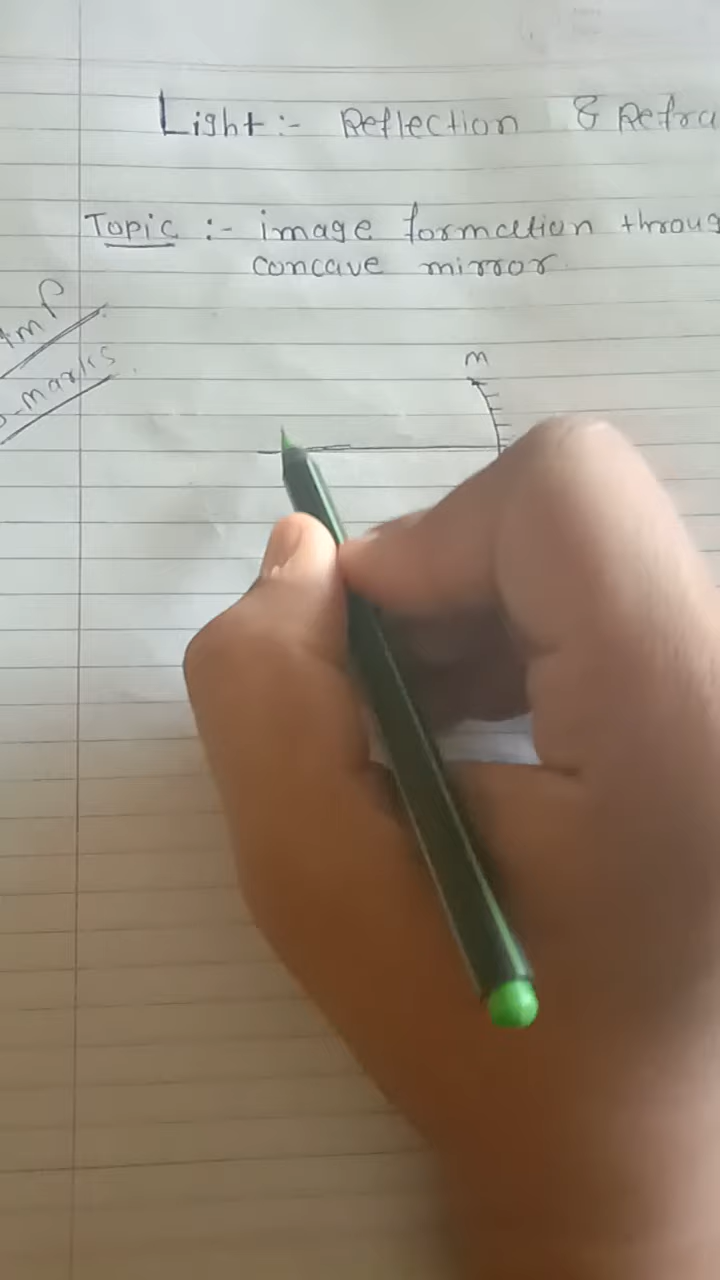 Light :- Reflection & Refra
Topic :- image formation throug
concave mirror.
Imp
-marks
m